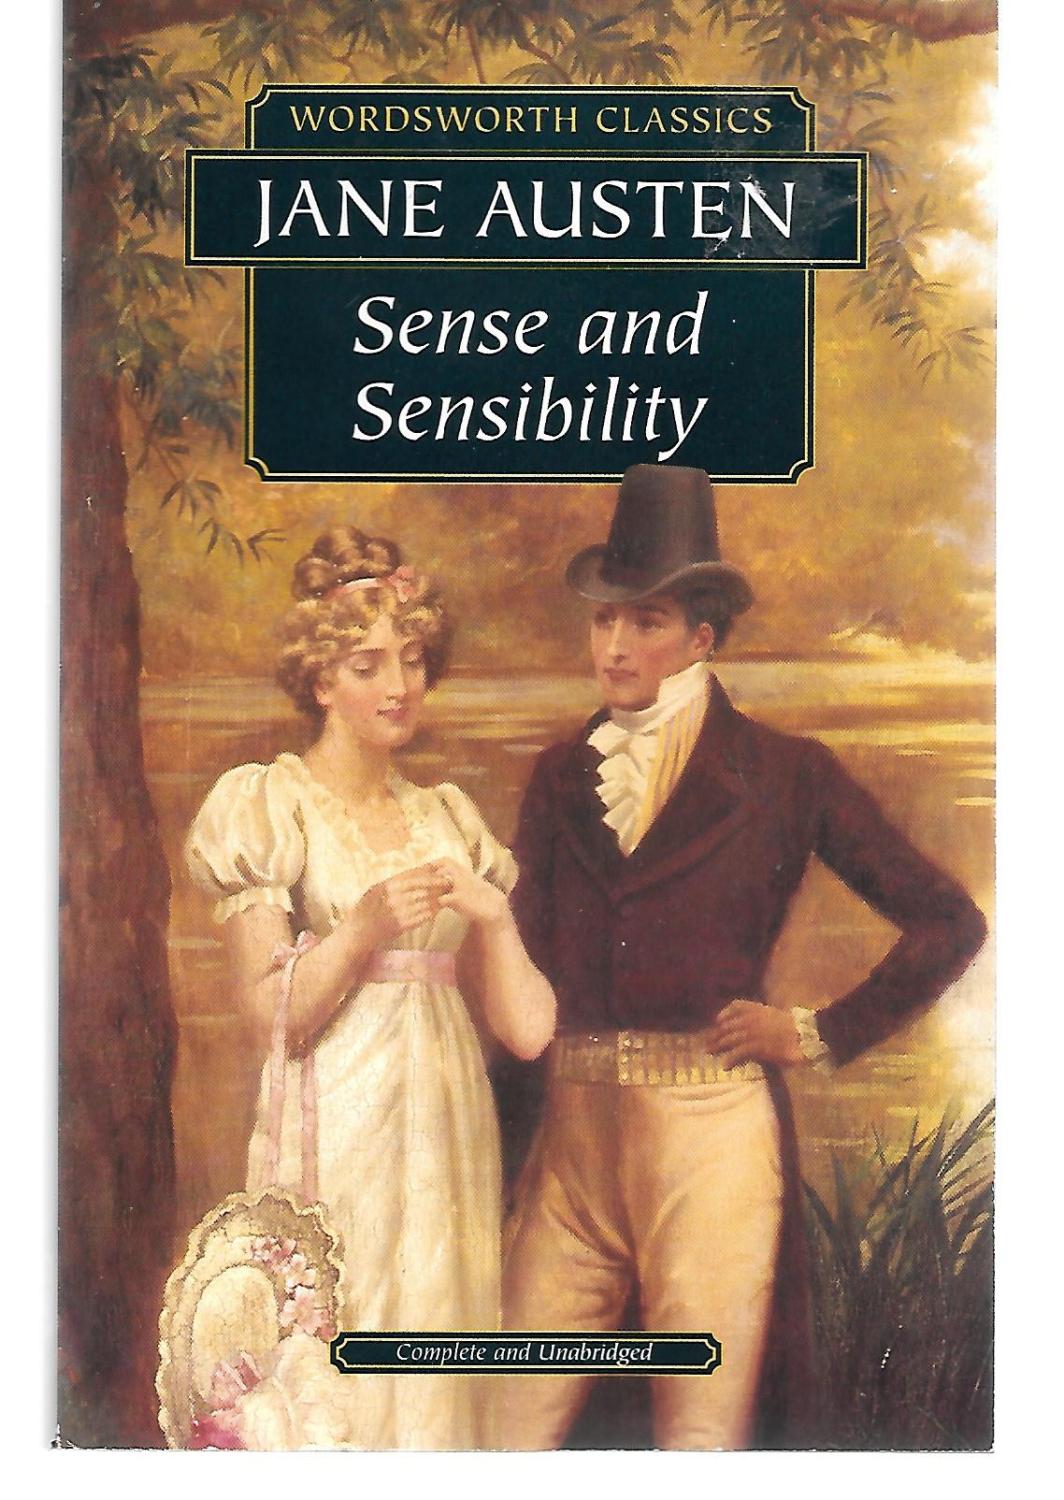 WORDSWORTH CLASSICS
JANE AUSTEN
Sense and
Sensibility
Complete and Unabridged